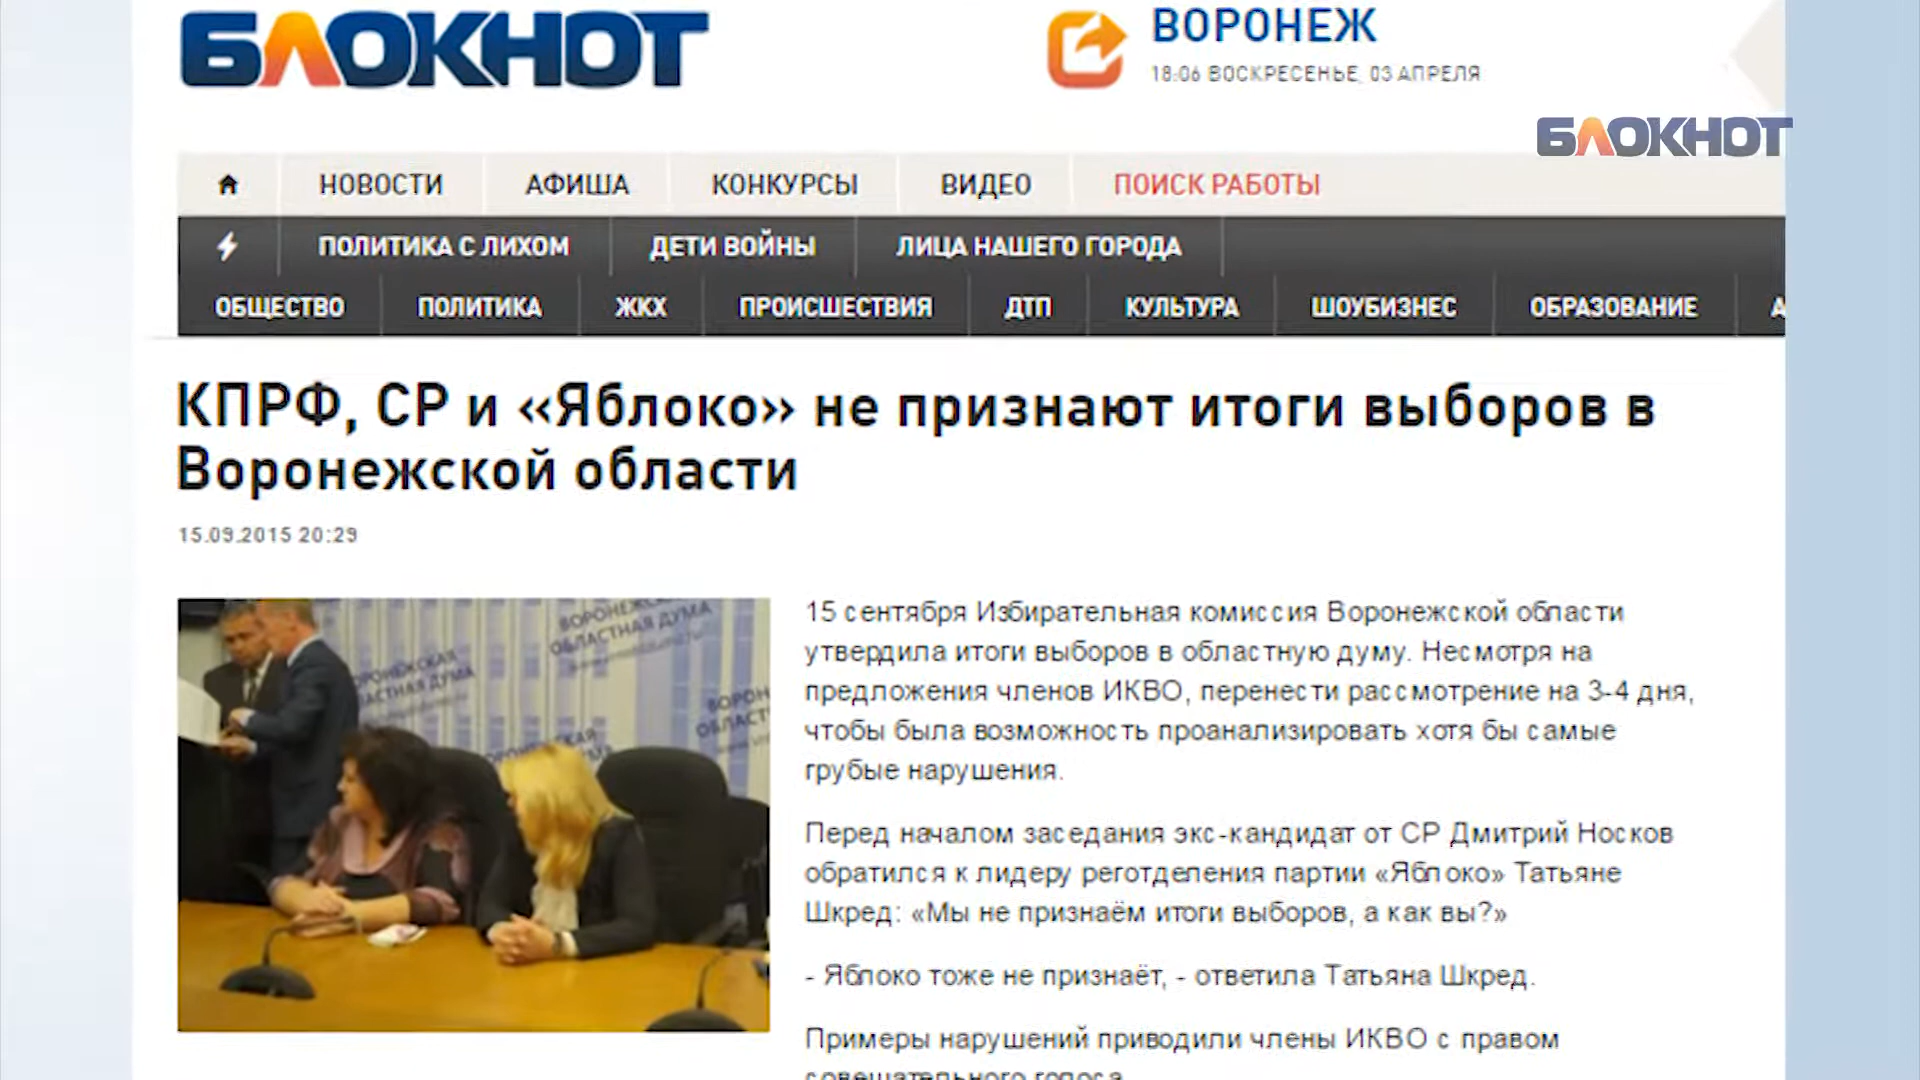 БЛОКНОТ
ВОРОНЕЖ
18:06 ВОСКРЕСЕНЬЕ, 03 АПРЕЛЯ
БЛОКНОТ
НОВОСТИ АФИША КОНКУРСЫ ВИДЕО ПОИСК РАБОТЫ
ПОЛИТИКА С ЛИХОМ ДЕТИ ВОЙНЫ ЛИЦА НАШЕГО ГОРОДА
ОБЩЕСТВО ПОЛИТИКА ЖКХ ПРОИСШЕСТВИЯ ДТП КУЛЬТУРА ШОУБИЗНЕС ОБРАЗОВАНИЕ
КПРФ, СР и «Яблоко» не признают итоги выборов в
Воронежской области
15.09.2015 20:29
ОБЛАСТНАЯ ДУМА
15 сентября Избирательная комиссия Воронежской области
утвердила итоги выборов в областную думу. Несмотря на
предложения членов ИКВО, перенести рассмотрение на 3-4 дня,
чтобы была возможность проанализировать хотя бы самые
грубые нарушения.
Перед началом заседания экс-кандидат от СР Дмитрий Носков
обратился к лидеру реготделения партии «Яблоко» Татьяне
Шкред: «Мы не признаём итоги выборов, а как вы?»
- Яблоко тоже не признаёт, - ответила Татьяна Шкред.
Примеры нарушений приводили члены ИКВО с правом
совещательного голоса.